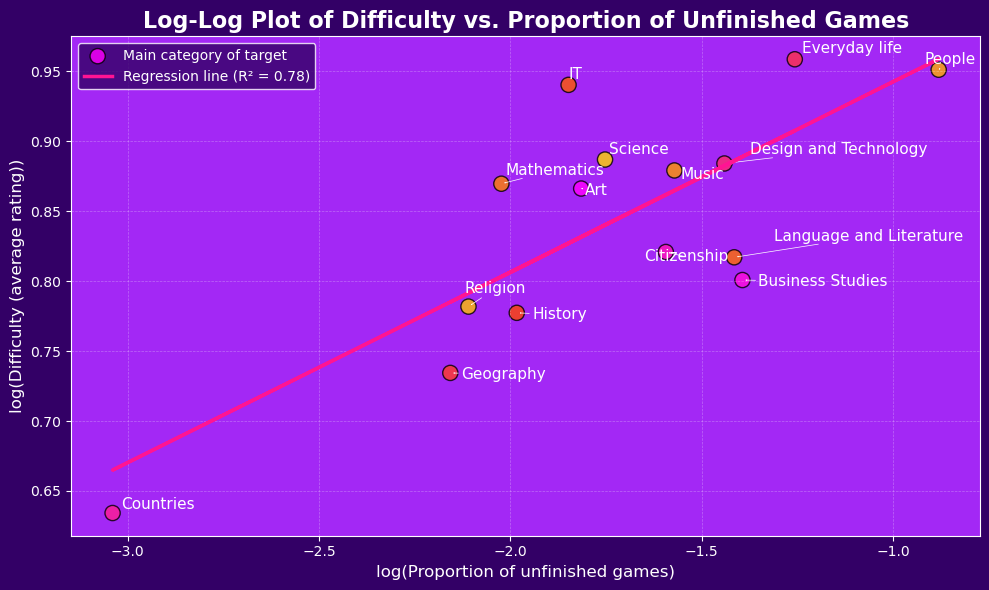 Log-Log Plot of Difficulty vs. Proportion of Unfinished Games
Main category of target
Regression line (R² = 0.78)
Everyday life
People
IT
Science
Design and Technology
Mathematics
Music
Art
Language and Literature
Citizenship
Business Studies
Religion
History
Geography
Countries
log(Difficulty (average rating))
0.95
0.90
0.85
0.80
0.75
0.70
0.65
−3.0
−2.5
−2.0
−1.5
−1.0
log(Proportion of unfinished games)